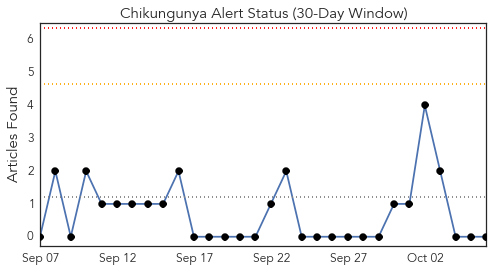 Chikungunya Alert Status (30-Day Window)
Articles Found
6
5
4
3
2
1
0
Sep 07 Sep 12 Sep 17 Sep 22 Sep 27 Oct 02